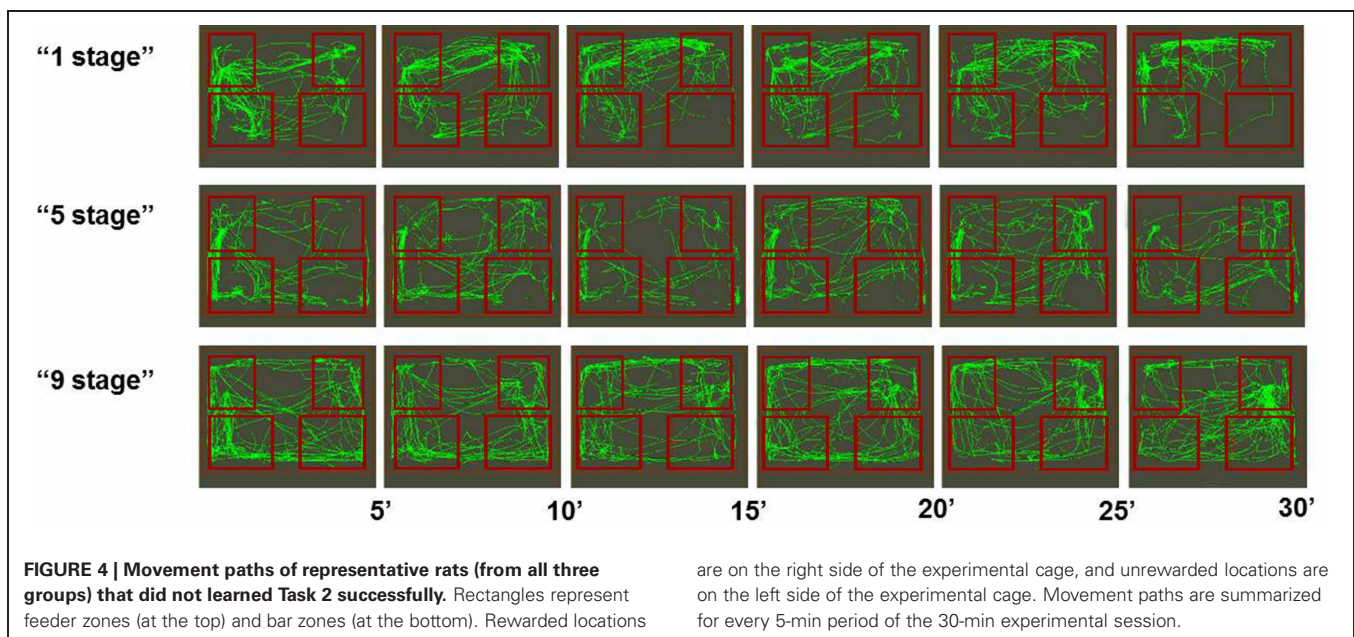 “1 stage”
“5 stage”
“9 stage”
5’ 10’ 15’ 20’ 25’ 30’
FIGURE 4 | Movement paths of representative rats (from all three
groups) that did not learned Task 2 successfully. Rectangles represent
feeder zones (at the top) and bar zones (at the bottom). Rewarded locations
are on the right side of the experimental cage, and unrewarded locations are
on the left side of the experimental cage. Movement paths are summarized
for every 5-min period of the 30-min experimental session.